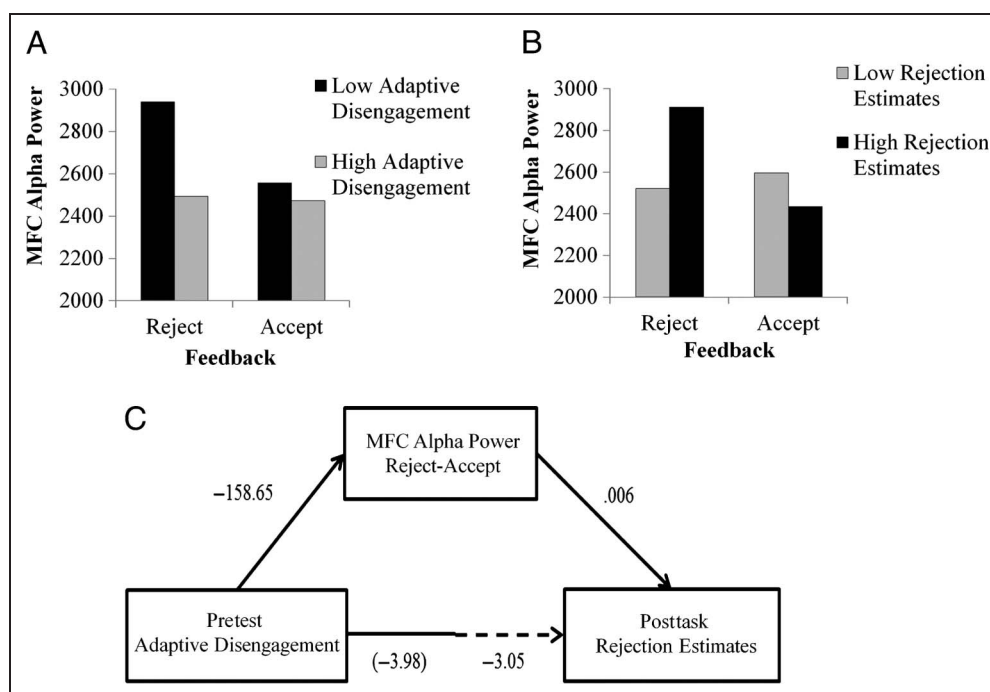 A
MFC Alpha Power
3000
2800
2600
2400
2200
2000
Reject
Accept
Feedback
Low Adaptive
Disengagement
High Adaptive
Disengagement
B
MFC Alpha Power
3000
2800
2600
2400
2200
2000
Reject
Accept
Feedback
Low Rejection
Estimates
High Rejection
Estimates
C
MFC Alpha Power
Reject-Accept
−158.65
.006
Pretest
Adaptive Disengagement
Posttask
Rejection Estimates
(−3.98)
−3.05